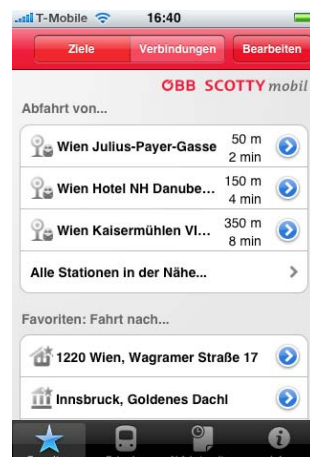 T-Mobile 16:40
Ziele Verbindungen Bearbeiten
ÖBB SCOTTY mobil
Abfahrt von...
Wien Julius-Payer-Gasse 50 m
2 min
Wien Hotel NH Danube... 150 m
4 min
Wien Kaisermühlen VI... 350 m
8 min
Alle Stationen in der Nähe...
Favoriten: Fahrt nach...
1220 Wien, Wagramer Straße 17
Innsbruck, Goldenes Dachl